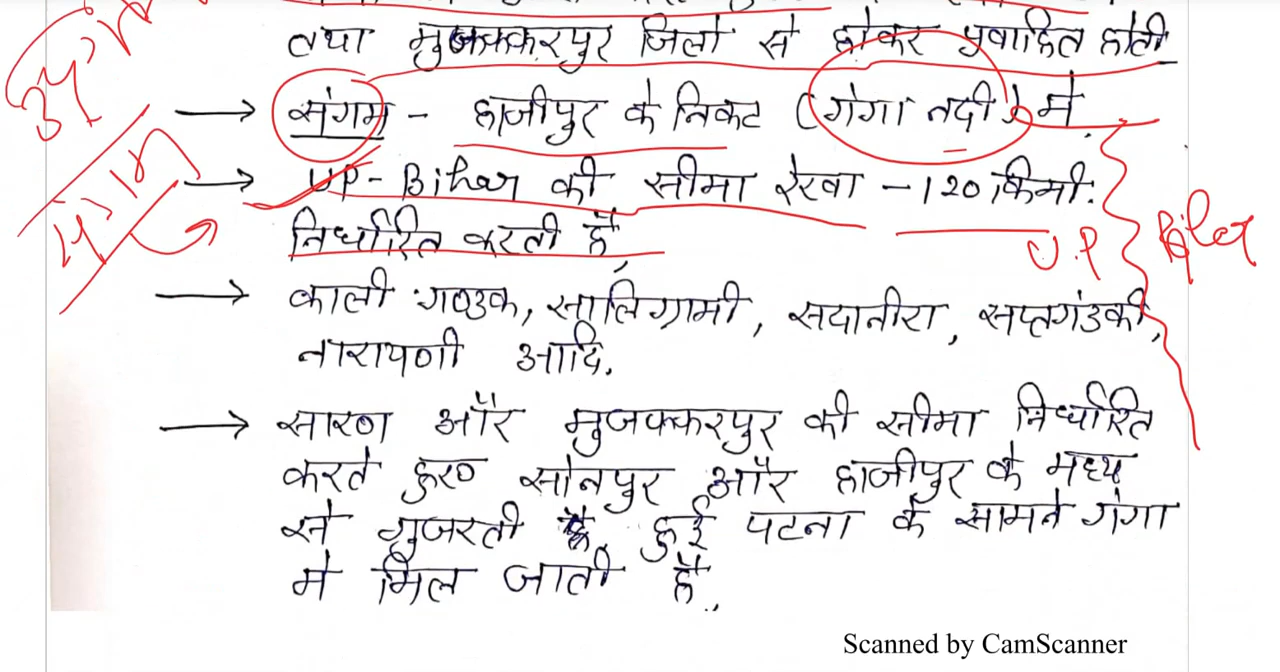 तथा मुजफ्फरपुर जिलो से होकर प्रवाहित होती
→ संगम - हाजीपुर के निकट (गंगा नदी) में
→ UP-Bihar की सीमा रेखा - 120 किमी.
निर्धारित करती है,
U.P
Bihar
→ काली गण्डक, सालिग्रामी, सदानीरा, सप्तगंडकी,
नारायणी आदि.
→ सारण और मुजफ्फरपुर की सीमा निर्धारित
करते हुए सोनपुर और हाजीपुर के मध्य
से गुजरती हुई पटना के सामने गंगा
में मिल जाती है.
Scanned by CamScanner